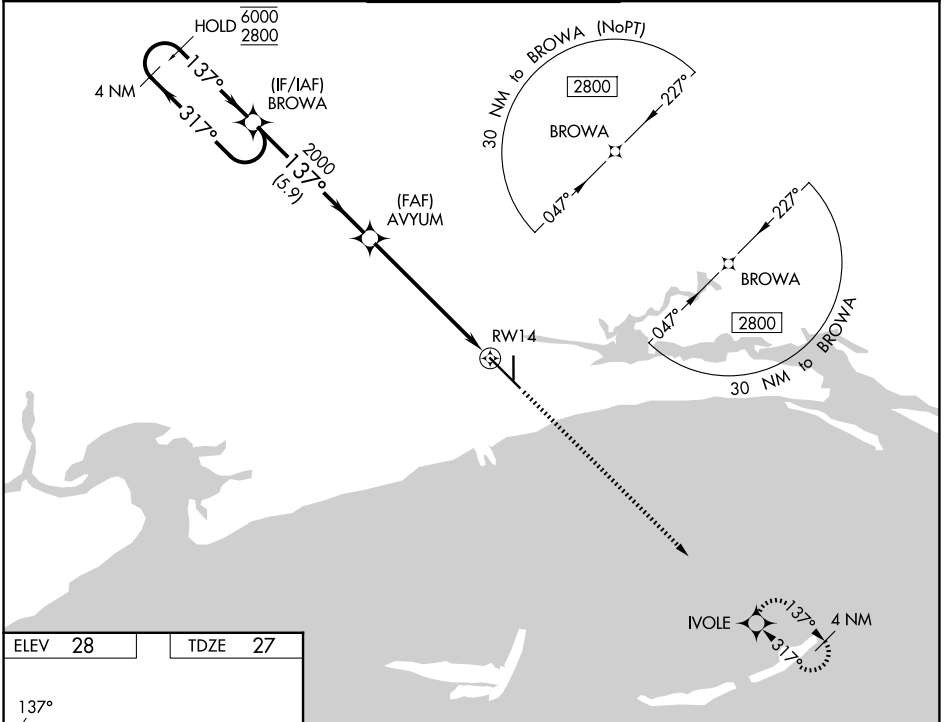 HOLD 6000
2800
4 NM
137°
317°
(IF/IAF)
BROWA
2000
137°
(5.9)
(FAF)
AVYUM
RW14
30 NM to BROWA (NoPT)
2800
BROWA
227°
047°
227°
BROWA
047°
2800
30 NM to BROWA
IVOLE
137°
317°
4 NM
ELEV 28
TDZE 27
137°